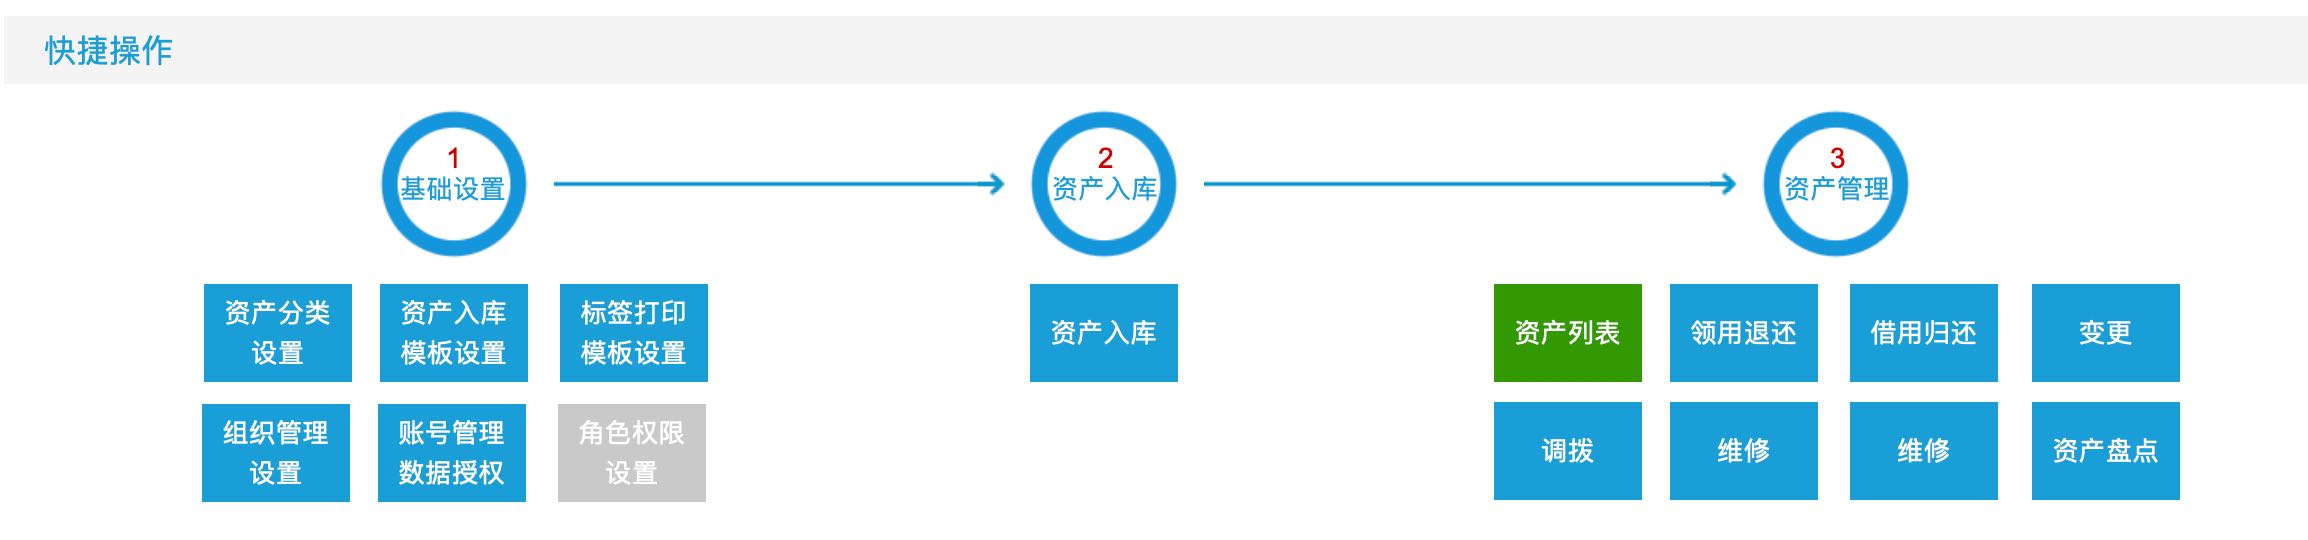 快捷操作
1
基础设置
2
资产入库
3
资产管理
资产分类
设置
资产入库
模板设置
标签打印
模板设置
组织管理
设置
账号管理
数据授权
角色权限
设置
资产入库
资产列表
领用退还
借用归还
变更
调拨
维修
维修
资产盘点